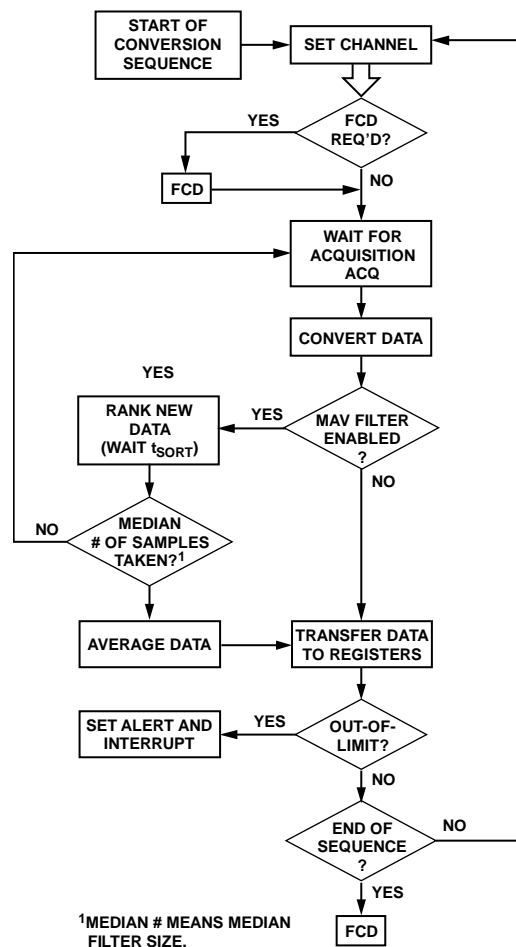 START OF
CONVERSION
SEQUENCE
SET CHANNEL
YES
FCD
REQ'D?
FCD
NO
WAIT FOR
ACQUISITION
ACQ
CONVERT DATA
YES
RANK NEW
DATA
(WAIT tSORT)
YES
MAV FILTER
ENABLED
?
NO
NO
MEDIAN
# OF SAMPLES
TAKEN?1
AVERAGE DATA
TRANSFER DATA
TO REGISTERS
SET ALERT AND
INTERRUPT
YES
OUT-OF-
LIMIT?
NO
END OF
SEQUENCE
?
NO
YES
FCD
1MEDIAN # MEANS MEDIAN
FILTER SIZE.